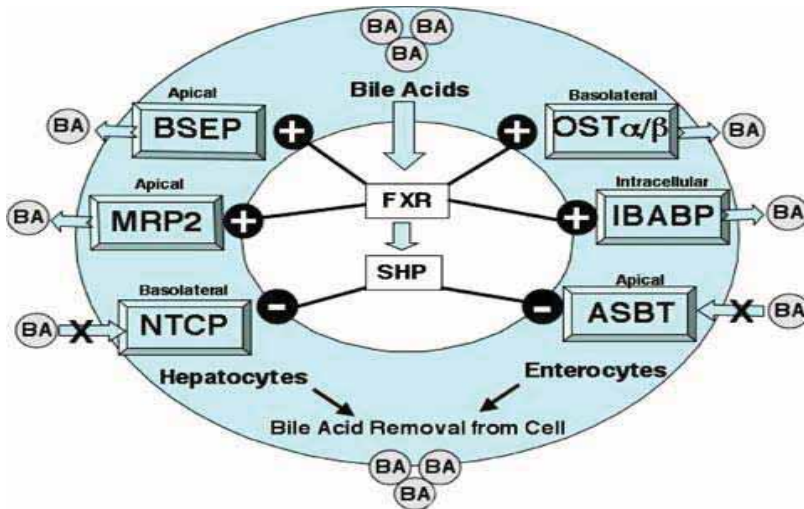 BA BA
BA
Bile Acids
Apical
BA
BSEP
+
Basolateral
+
OSTα/β
BA
Apical
BA
MRP2
+
FXR
Intracellular
+
IBABP
BA
SHP
Basolateral
BA
X
NTCP
-
Apical
-
ASBT
X
BA
Hepatocytes
Enterocytes
Bile Acid Removal from Cell
BA BA
BA